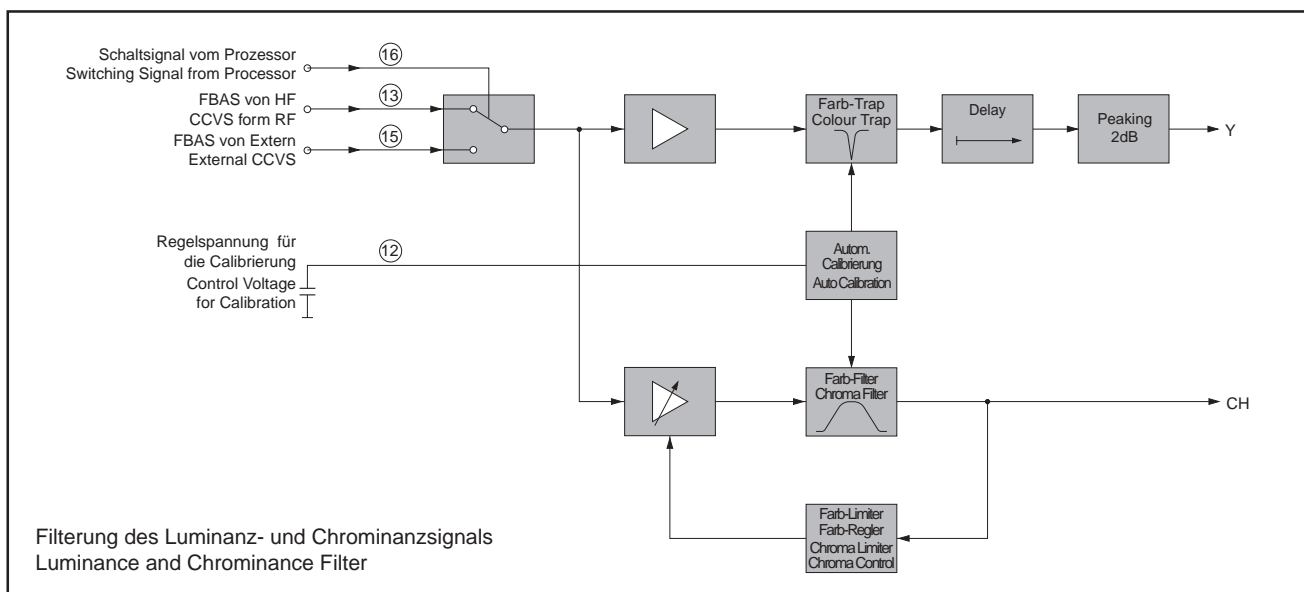 Schaltsignal vom Prozessor
Switching Signal from Processor
16
FBAS von HF
CCVS form RF
13
FBAS von Extern
External CCVS
15
Farb-Trap
Colour Trap
Delay
Peaking
2dB
Y
Regelspannung für
die Calibrierung
Control Voltage
for Calibration
12
Autom.
Calibrierung
Auto Calibration
Farb-Filter
Chroma Filter
CH
Farb-Limiter
Farb-Regler
Chroma Limiter
Chroma Control
Filterung des Luminanz- und Chrominanzsignals
Luminance and Chrominance Filter